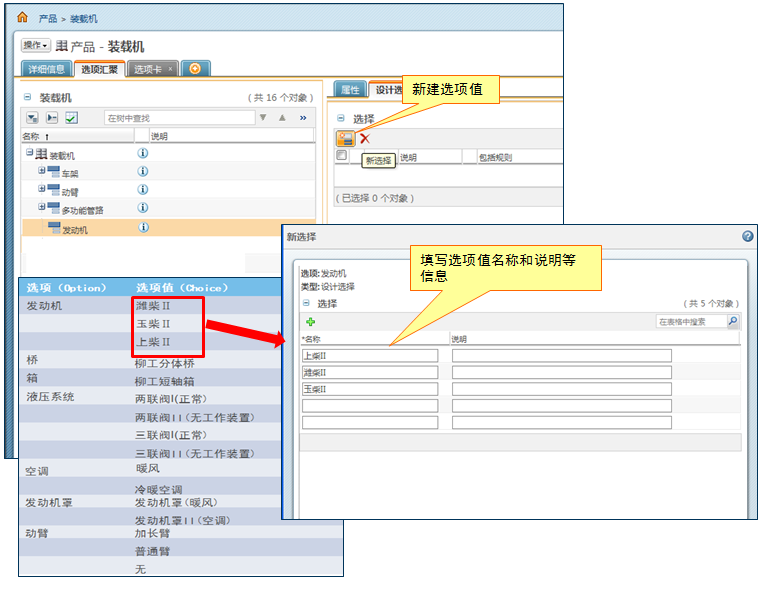 产品 > 装载机
操作 产品 - 装载机
详细信息 选项汇聚 选项卡
装载机 ( 共 16 个对象 )
在树中查找
名称 说明
装载机
车架
动臂
多功能管路
发动机
属性 设计选
新建选项值
选择
新选择
说明 包括规则
( 已选择 0 个对象 )
新选择
填写选项值名称和说明等
信息
选项: 发动机
类型: 设计选择
选择 ( 共 5 个对象 )
在表格中搜索
*名称 说明
上柴II
潍柴II
玉柴II
选项（Option） 选项值（Choice）
发动机 潍柴II
玉柴II
上柴II
桥 柳工分体桥
箱 柳工短轴箱
液压系统 两联阀I(正常)
两联阀II(无工作装置)
三联阀I(正常)
三联阀II(无工作装置)
空调 暖风
冷暖空调
发动机罩 发动机罩(暖风)
发动机罩II(空调)
动臂 加长臂
普通臂
无